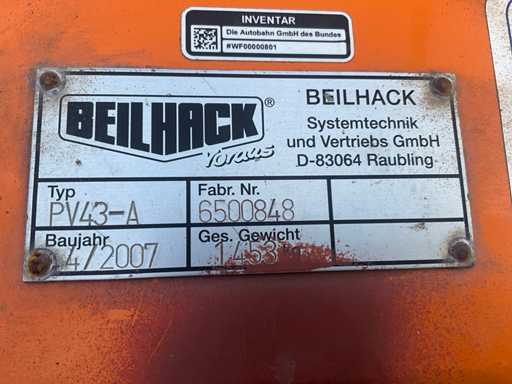 INVENTAR
Die Autobahn GmbH des Bundes
#WF00000801
BEILHACK®
Voraus
BEILHACK
Systemtechnik
und Vertriebs GmbH
D-83064 Raubling
Typ
PV43-A
Fabr. Nr.
6500848
Baujahr
4/2007
Ges. Gewicht